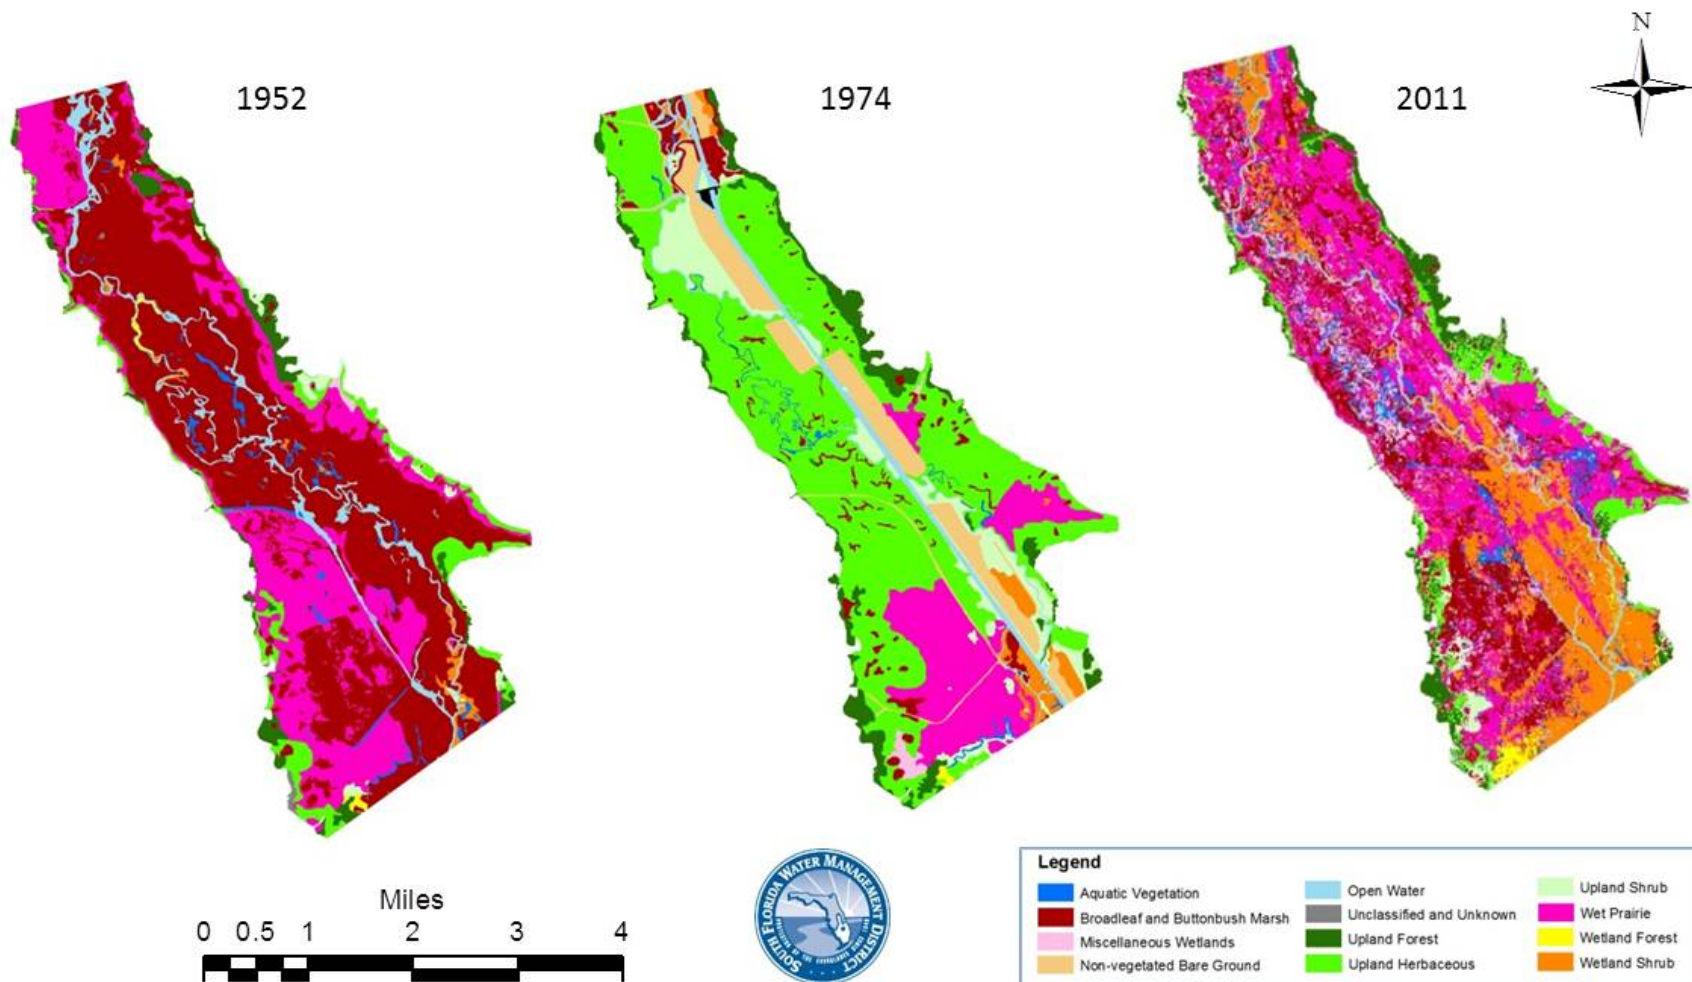 N
1952
1974
2011
Miles
0 0.5 1 2 3 4
SOUTH FLORIDA WATER MANAGEMENT DISTRICT
Legend
Aquatic Vegetation
Broadleaf and Buttonbush Marsh
Miscellaneous Wetlands
Non-vegetated Bare Ground
Open Water
Unclassified and Unknown
Upland Forest
Upland Herbaceous
Upland Shrub
Wet Prairie
Wetland Forest
Wetland Shrub